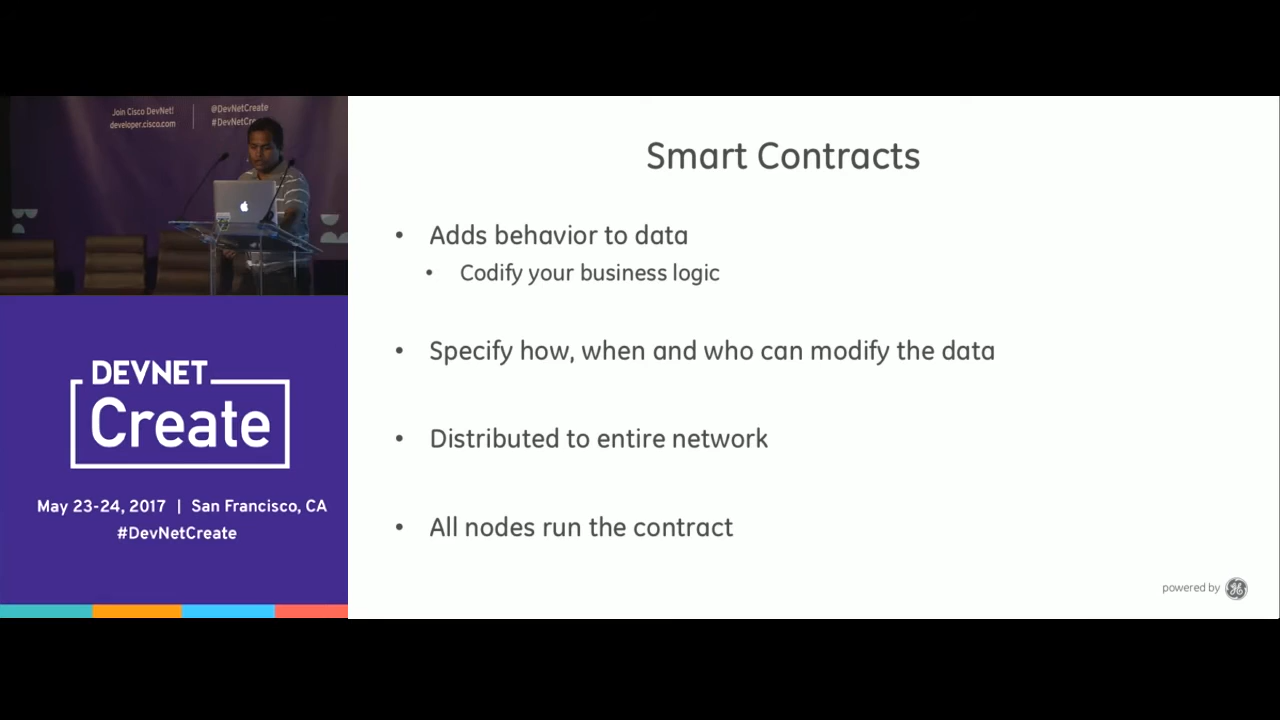 Join Cisco DevNet!
developer.cisco.com
@DevNetCreate
#DevNetCre
DEVNET
Create
May 23-24, 2017 | San Francisco, CA
#DevNetCreate
Smart Contracts
• Adds behavior to data
• Codify your business logic
• Specify how, when and who can modify the data
• Distributed to entire network
• All nodes run the contract
powered by